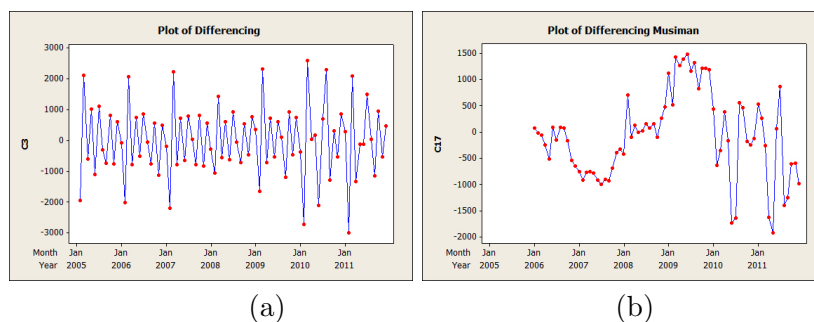 Plot of Differencing
3000
2000
1000
0
-1000
-2000
-3000
C3
Month Jan Jan Jan Jan Jan Jan Jan
Year 2005 2006 2007 2008 2009 2010 2011
(a)
Plot of Differencing Musiman
1500
1000
500
0
-500
-1000
-1500
-2000
C17
Month Jan Jan Jan Jan Jan Jan Jan
Year 2005 2006 2007 2008 2009 2010 2011
(b)